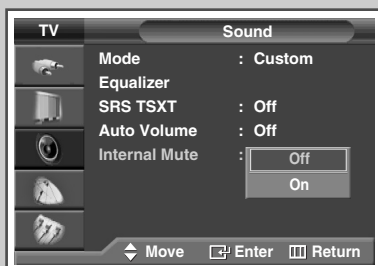 TV Sound
Mode : Custom
Equalizer
SRS TSXT : Off
Auto Volume : Off
Internal Mute : Off
On
Move Enter Return